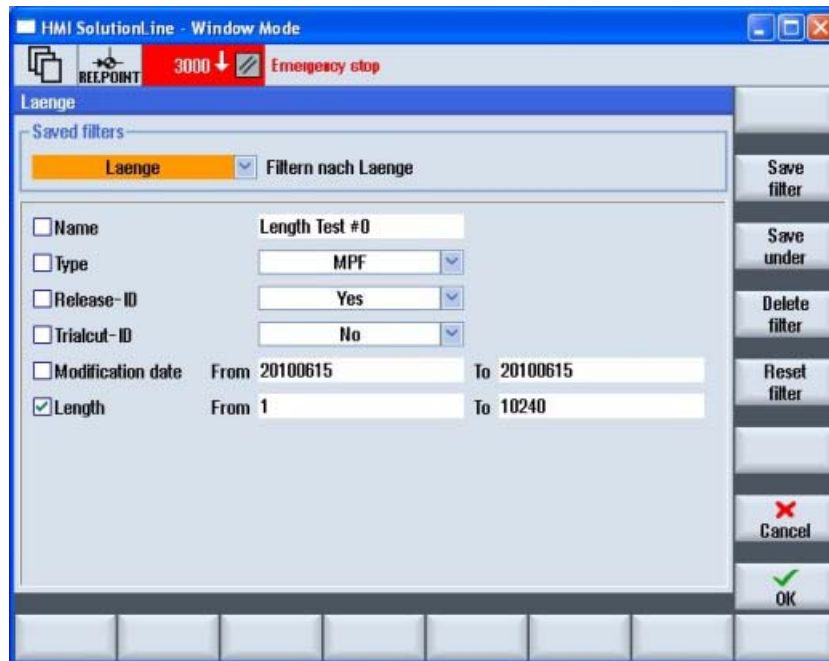 HMI SolutionLine - Window Mode
REF.POINT
3000 Emergency stop
Laenge
Saved filters
Laenge Filtern nach Laenge
Save filter
Name Length Test #0
Save under
Type MPF
Release-ID Yes
Delete filter
Trialcut-ID No
Modification date From 20100615 To 20100615
Reset filter
Length From 1 To 10240
Cancel
OK